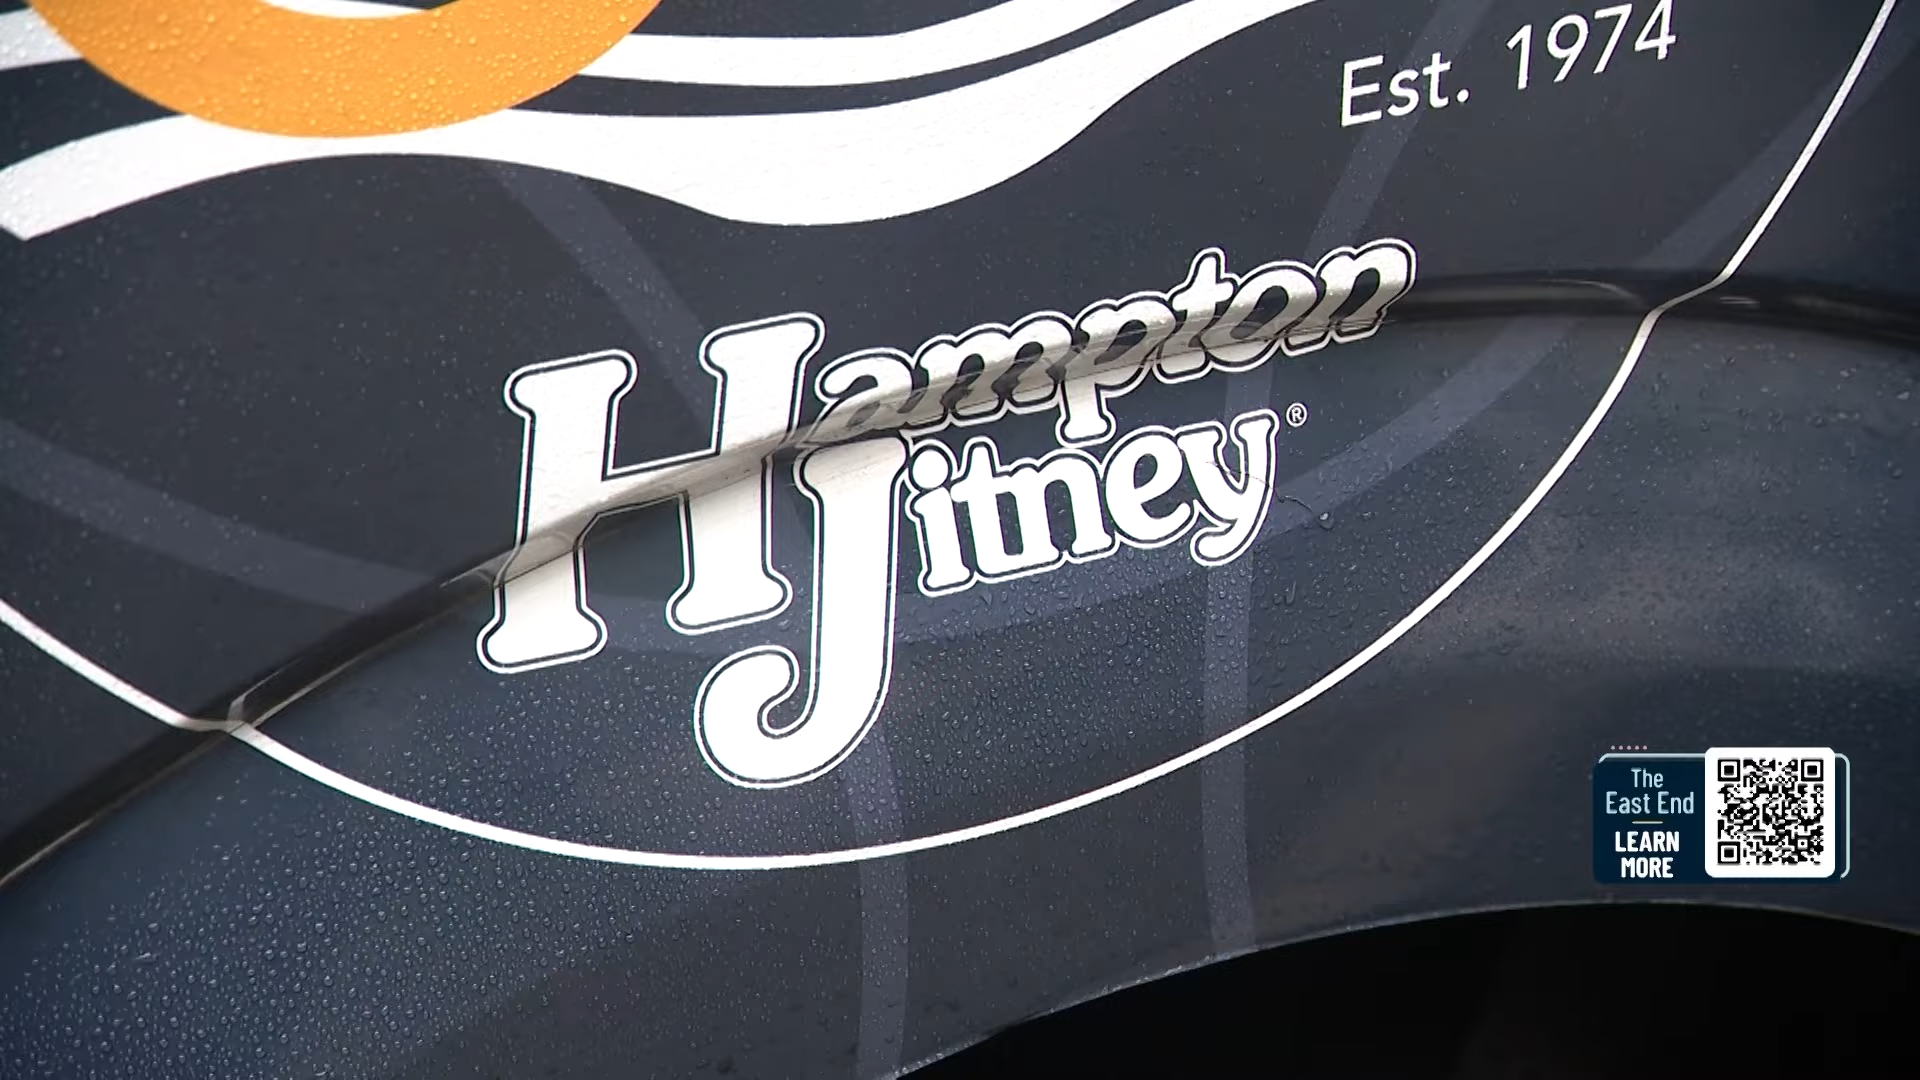 Est. 1974
Hampton
Jitney®
The
East End
LEARN
MORE